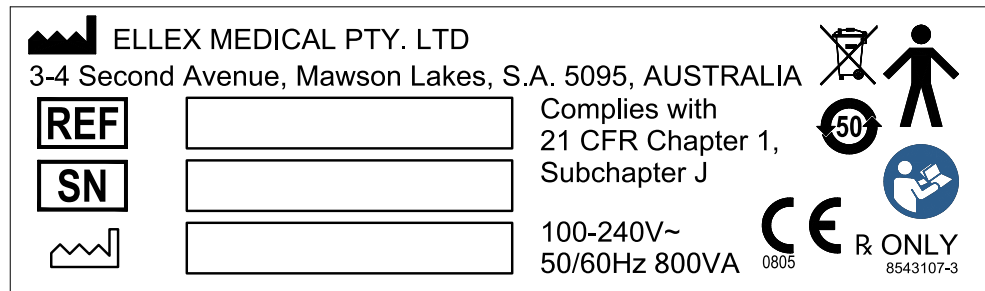 ELLEX MEDICAL PTY. LTD
3-4 Second Avenue, Mawson Lakes, S.A. 5095, AUSTRALIA
REF
Complies with
21 CFR Chapter 1,
Subchapter J
50
SN
100-240V~
50/60Hz 800VA
CE
0805
Rx ONLY
8543107-3